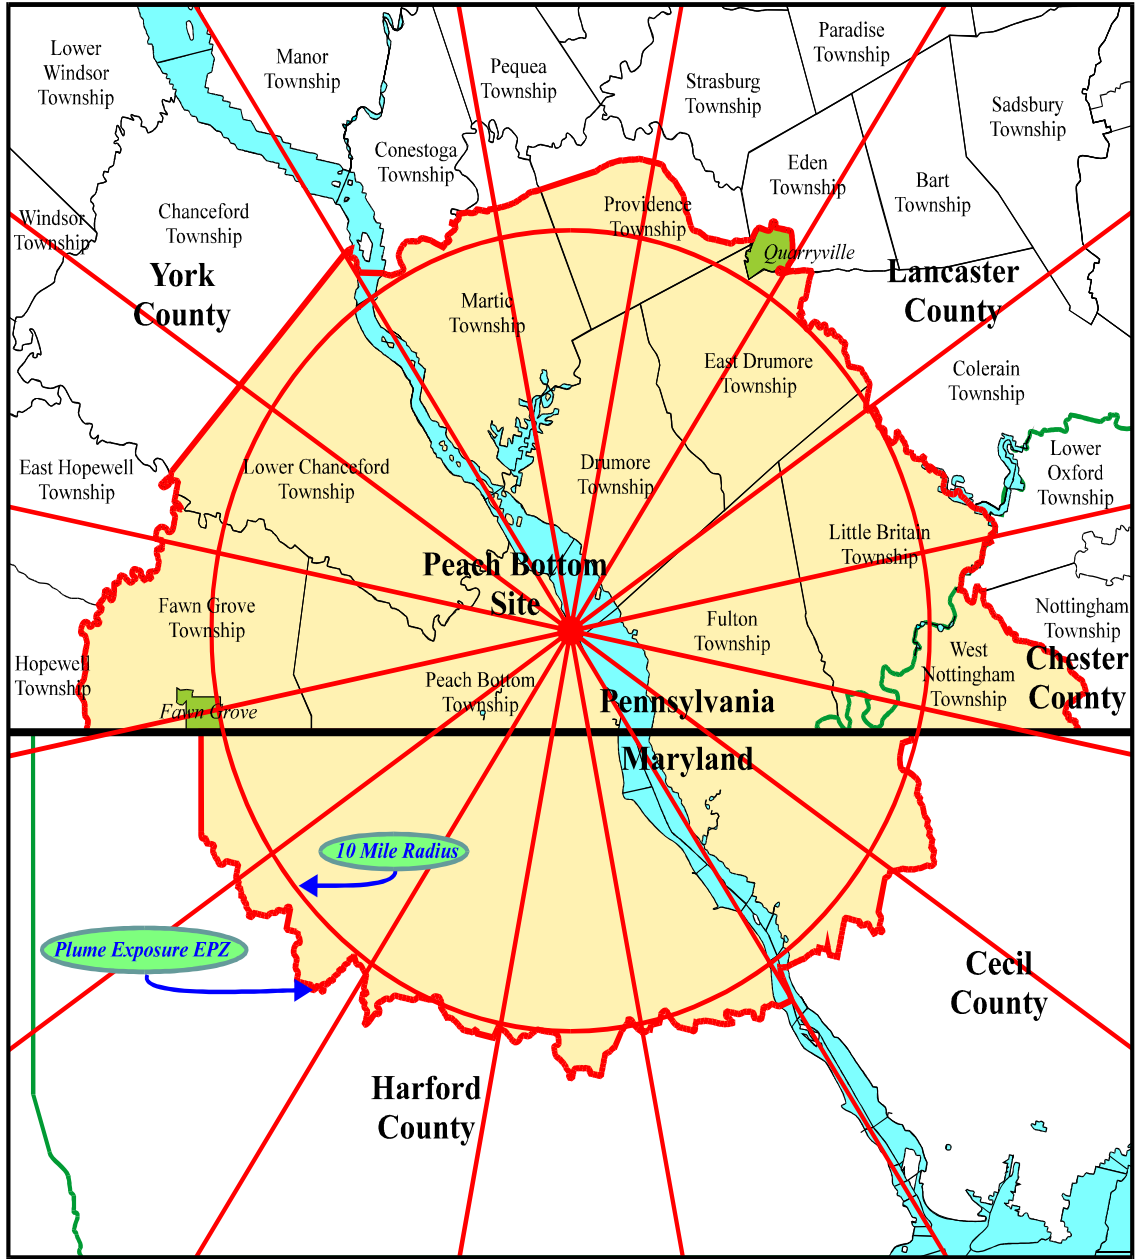 Lower
Windsor
Township
Manor
Township
Pequea
Township
Paradise
Township
Strasburg
Township
Sadsbury
Township
Conestoga
Township
Eden
Township
Bart
Township
Windsor
Township
Chanceford
Township
Providence
Township
Quarryville
York
County
Lancaster
County
Martic
Township
East Drumore
Township
Colerain
Township
East Hopewell
Township
Lower Chanceford
Township
Drumore
Township
Lower
Oxford
Township
Little Britain
Township
Peach Bottom
Site
Fawn Grove
Township
Fulton
Township
Nottingham
Township
Hopewell
Township
West
Nottingham
Township
Chester
County
Peach Bottom
Township
Fawn Grove
Pennsylvania
Maryland
10 Mile Radius
Plume Exposure EPZ
Cecil
County
Harford
County